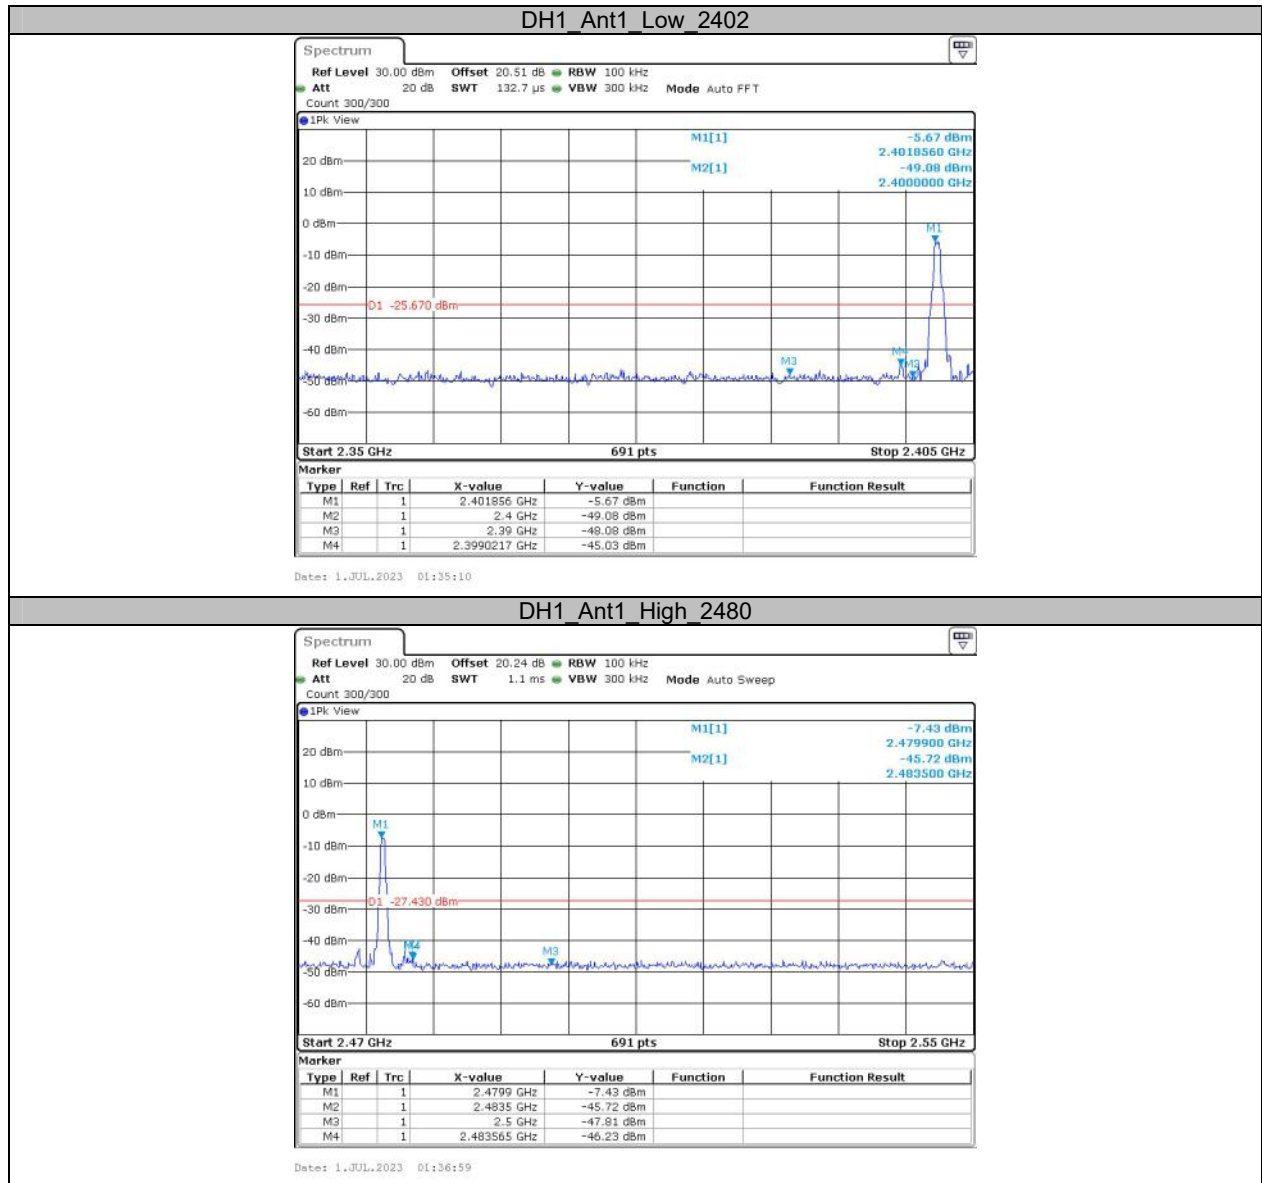 DH1_Ant1_Low_2402
Spectrum
Ref Level 30.00 dBm Offset 20.51 dB RBW 100 kHz
Att 20 dB SWT 132.7 µs VBW 300 kHz Mode Auto FFT
Count 300/300
1Pk View
M1[1] -5.67 dBm
2.4018560 GHz
20 dBm
M2[1] -49.08 dBm
2.4000000 GHz
10 dBm
0 dBm
M1
-10 dBm
-20 dBm
D1 -25.670 dBm
-30 dBm
-40 dBm
M3 M4 M2
-50 dBm
-60 dBm
Start 2.35 GHz 691 pts Stop 2.405 GHz
Marker
Type Ref Trc X-value Y-value Function Function Result
M1 1 2.401856 GHz -5.67 dBm
M2 1 2.4 GHz -49.08 dBm
M3 1 2.39 GHz -48.08 dBm
M4 1 2.3990217 GHz -45.03 dBm
Date: 1.JUL.2023 01:35:10
DH1_Ant1_High_2480
Spectrum
Ref Level 30.00 dBm Offset 20.24 dB RBW 100 kHz
Att 20 dB SWT 1.1 ms VBW 300 kHz Mode Auto Sweep
Count 300/300
1Pk View
M1[1] -7.43 dBm
2.479900 GHz
20 dBm
M2[1] -45.72 dBm
2.483500 GHz
10 dBm
0 dBm
M1
-10 dBm
-20 dBm
D1 -27.430 dBm
-30 dBm
-40 dBm
M4 M3
-50 dBm
-60 dBm
Start 2.47 GHz 691 pts Stop 2.55 GHz
Marker
Type Ref Trc X-value Y-value Function Function Result
M1 1 2.4799 GHz -7.43 dBm
M2 1 2.4835 GHz -45.72 dBm
M3 1 2.5 GHz -47.81 dBm
M4 1 2.483565 GHz -46.23 dBm
Date: 1.JUL.2023 01:36:59